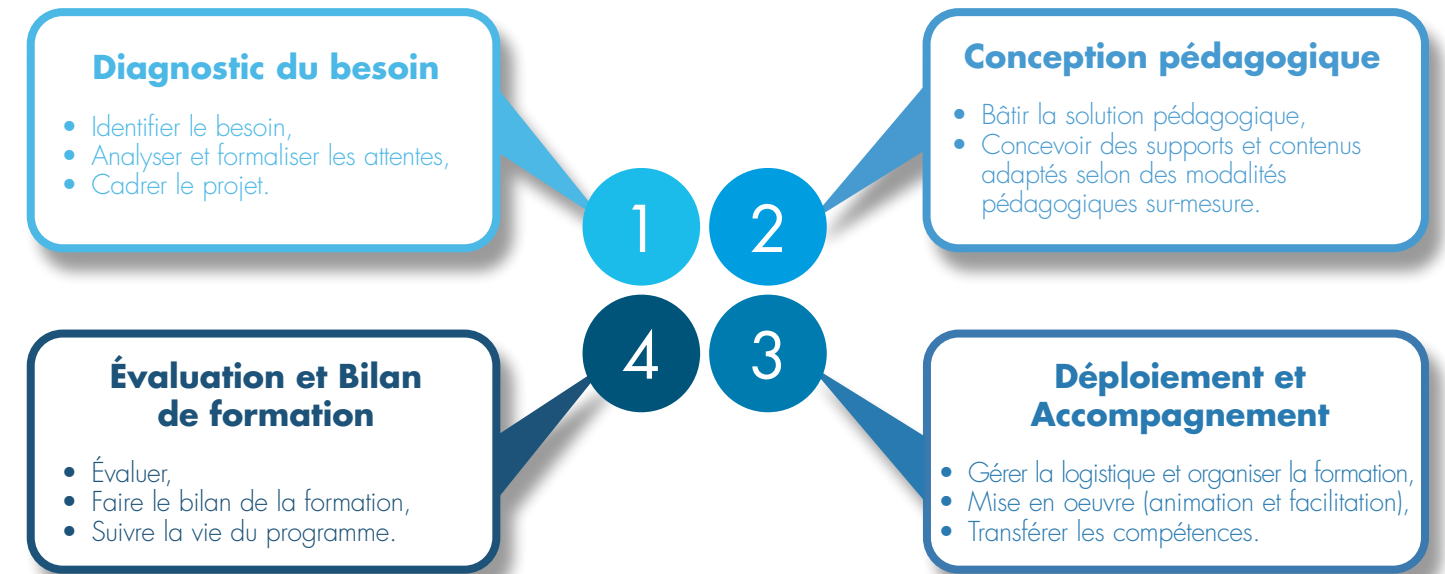 Diagnostic du besoin
• Identifier le besoin,
• Analyser et formaliser les attentes,
• Cadrer le projet.
1
2
Conception pédagogique
• Bâtir la solution pédagogique,
• Concevoir des supports et contenus
adaptés selon des modalités
pédagogiques sur-mesure.
4
3
Évaluation et Bilan
de formation
• Évaluer,
• Faire le bilan de la formation,
• Suivre la vie du programme.
Déploiement et
Accompagnement
• Gérer la logistique et organiser la formation,
• Mise en oeuvre (animation et facilitation),
• Transférer les compétences.